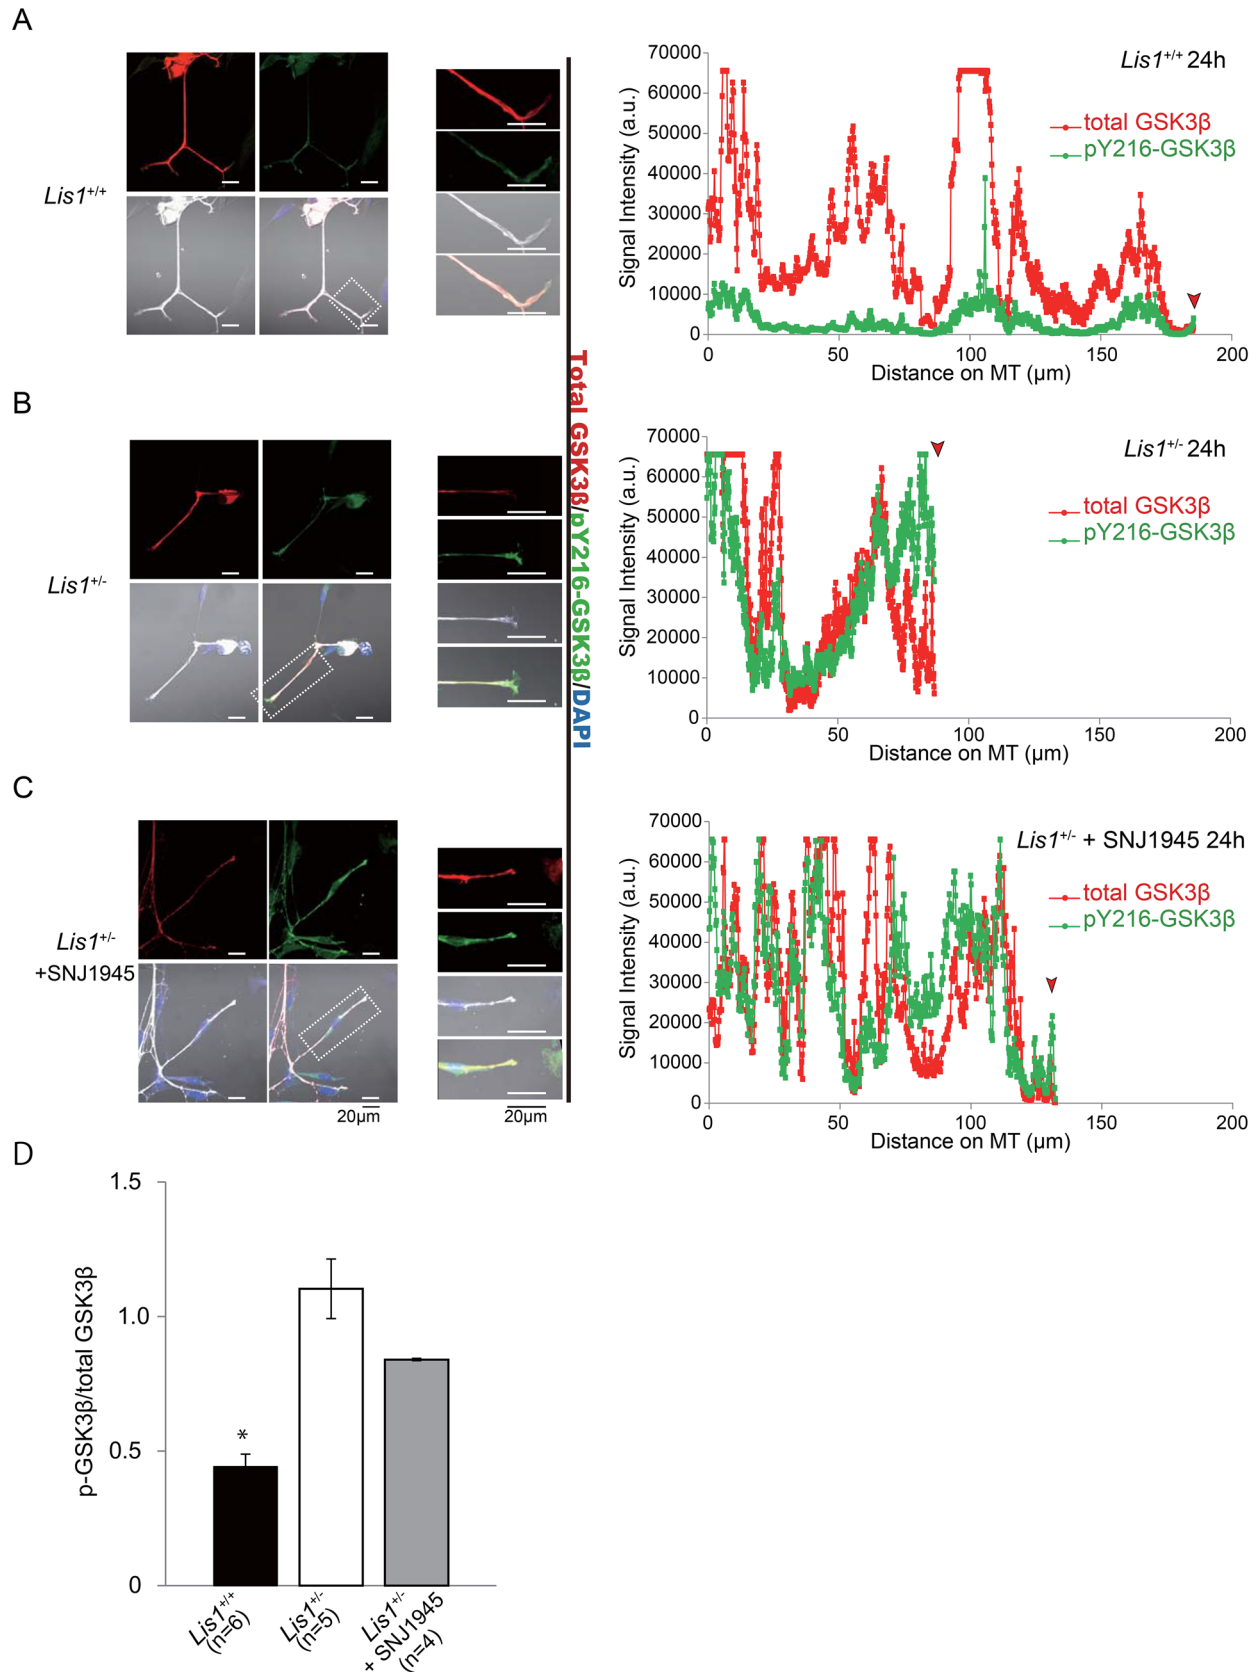 A
Lis1+/+
70000
60000
50000
40000
30000
20000
10000
0
Signal Intensity (a.u.)
Lis1+/+ 24h
total GSK3β
pY216-GSK3β
0 50 100 150 200
Distance on MT (μm)
B
Lis1+/-
Total GSK3β/pY216-GSK3β/DAPI
70000
60000
50000
40000
30000
20000
10000
0
Signal Intensity (a.u.)
Lis1+/- 24h
total GSK3β
pY216-GSK3β
0 50 100 150 200
Distance on MT (μm)
C
Lis1+/-
+SNJ1945
20μm
20μm
70000
60000
50000
40000
30000
20000
10000
0
Signal Intensity (a.u.)
Lis1+/- + SNJ1945 24h
total GSK3β
pY216-GSK3β
0 50 100 150 200
Distance on MT (μm)
D
1.5
1.0
0.5
0
p-GSK3β/total GSK3β
*
Lis1+/+
(n=6)
Lis1+/-
(n=5)
Lis1+/-
+ SNJ1945
(n=4)